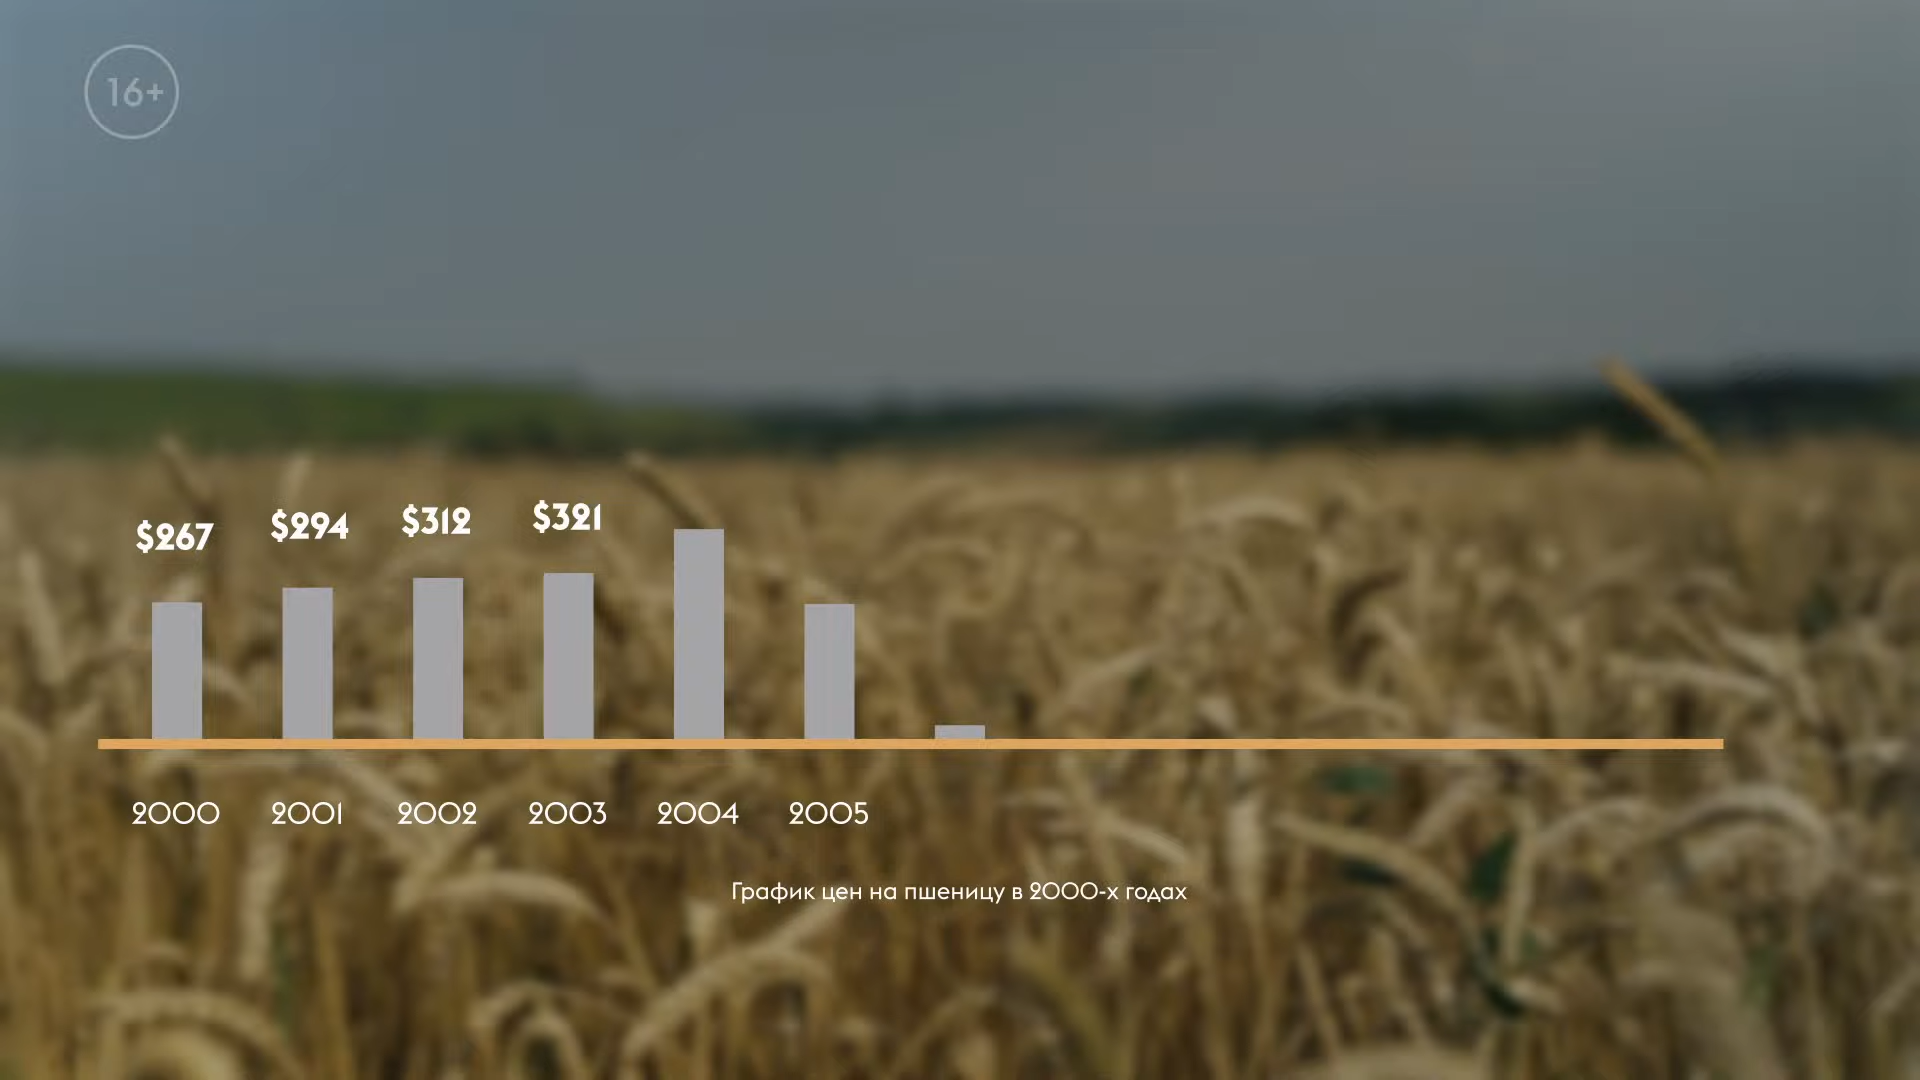 16+
$267 $294 $312 $321
2000 2001 2002 2003 2004 2005
График цен на пшеницу в 2000-х годах